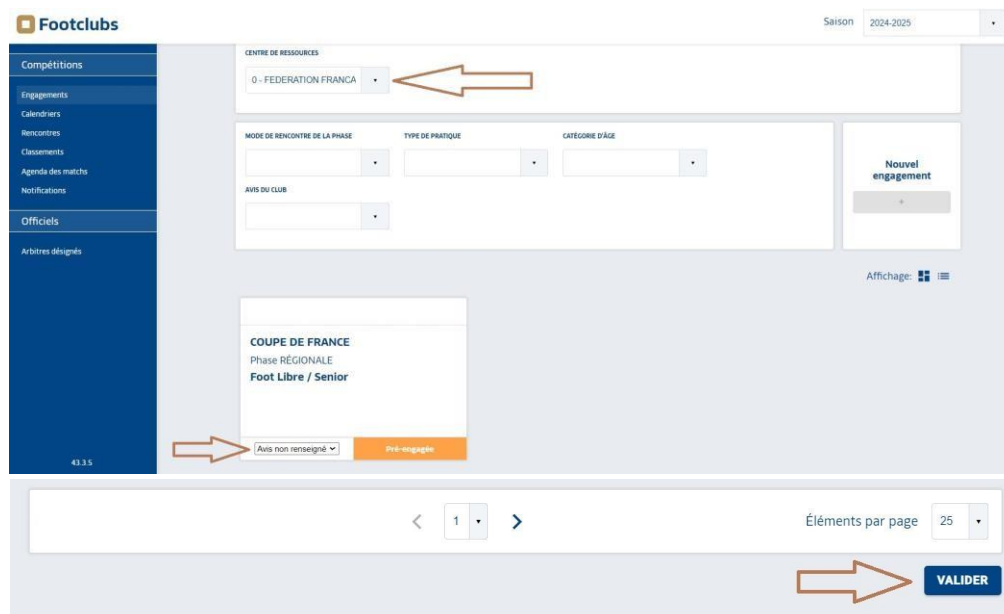 Footclubs
Saison 2024-2025
Compétitions
Engagements
Calendriers
Rencontres
Classements
Agenda des matchs
Notifications
Officiels
Arbitres désignés
43.3.5
CENTRE DE RESSOURCES
0 - FEDERATION FRANCA
MODE DE RENCONTRE DE LA PHASE
TYPE DE PRATIQUE
CATÉGORIE D'ÂGE
AVIS DU CLUB
Nouvel
engagement
+
Affichage:
COUPE DE FRANCE
Phase RÉGIONALE
Foot Libre / Senior
Avis non renseigné
Pré-engagée
1
Éléments par page 25
VALIDER